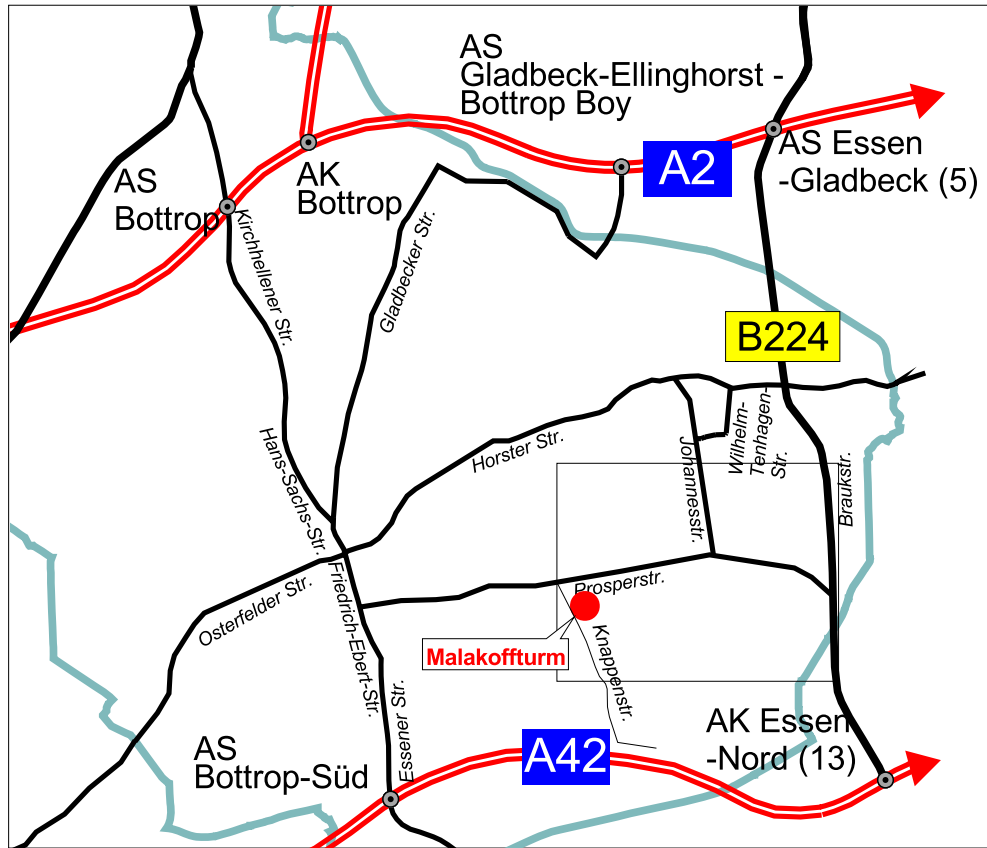 AS
Gladbeck-Ellinghorst -
Bottrop Boy
AS Essen
-Gladbeck (5)
A2
AK
Bottrop
AS
Bottrop
Kirchhellener Str.
Gladbecker Str.
B224
Wilhelm-
Tenhagen-
Str.
Horster Str.
Johannesstr.
Braukstr.
Hans-Sachs-Str.
Osterfelder Str.
Friedrich-Ebert-Str.
Prosperstr.
Malakoffturm
Knappenstr.
Essener Str.
AK Essen
-Nord (13)
AS
Bottrop-Süd
A42